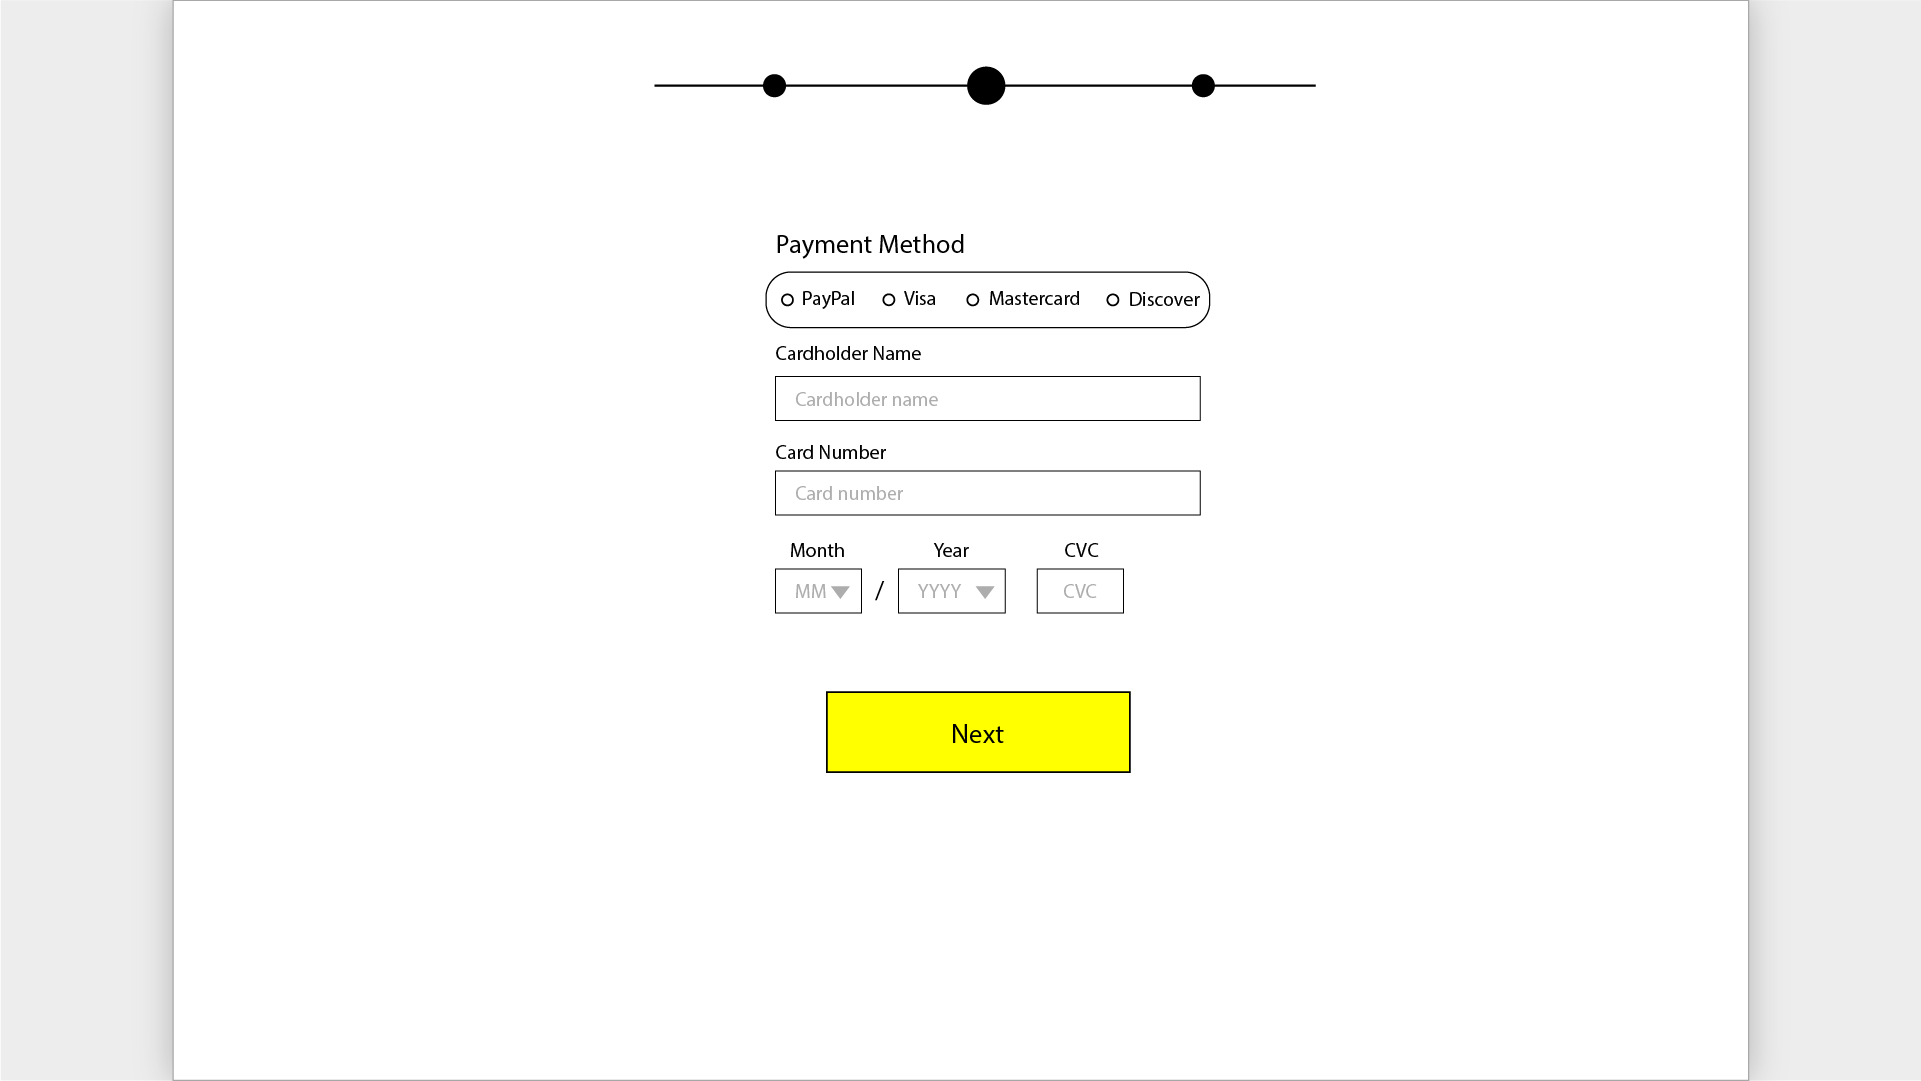 Payment Method
PayPal Visa Mastercard Discover
Cardholder Name
Cardholder name
Card Number
Card number
Month Year CVC
MM / YYYY CVC
Next